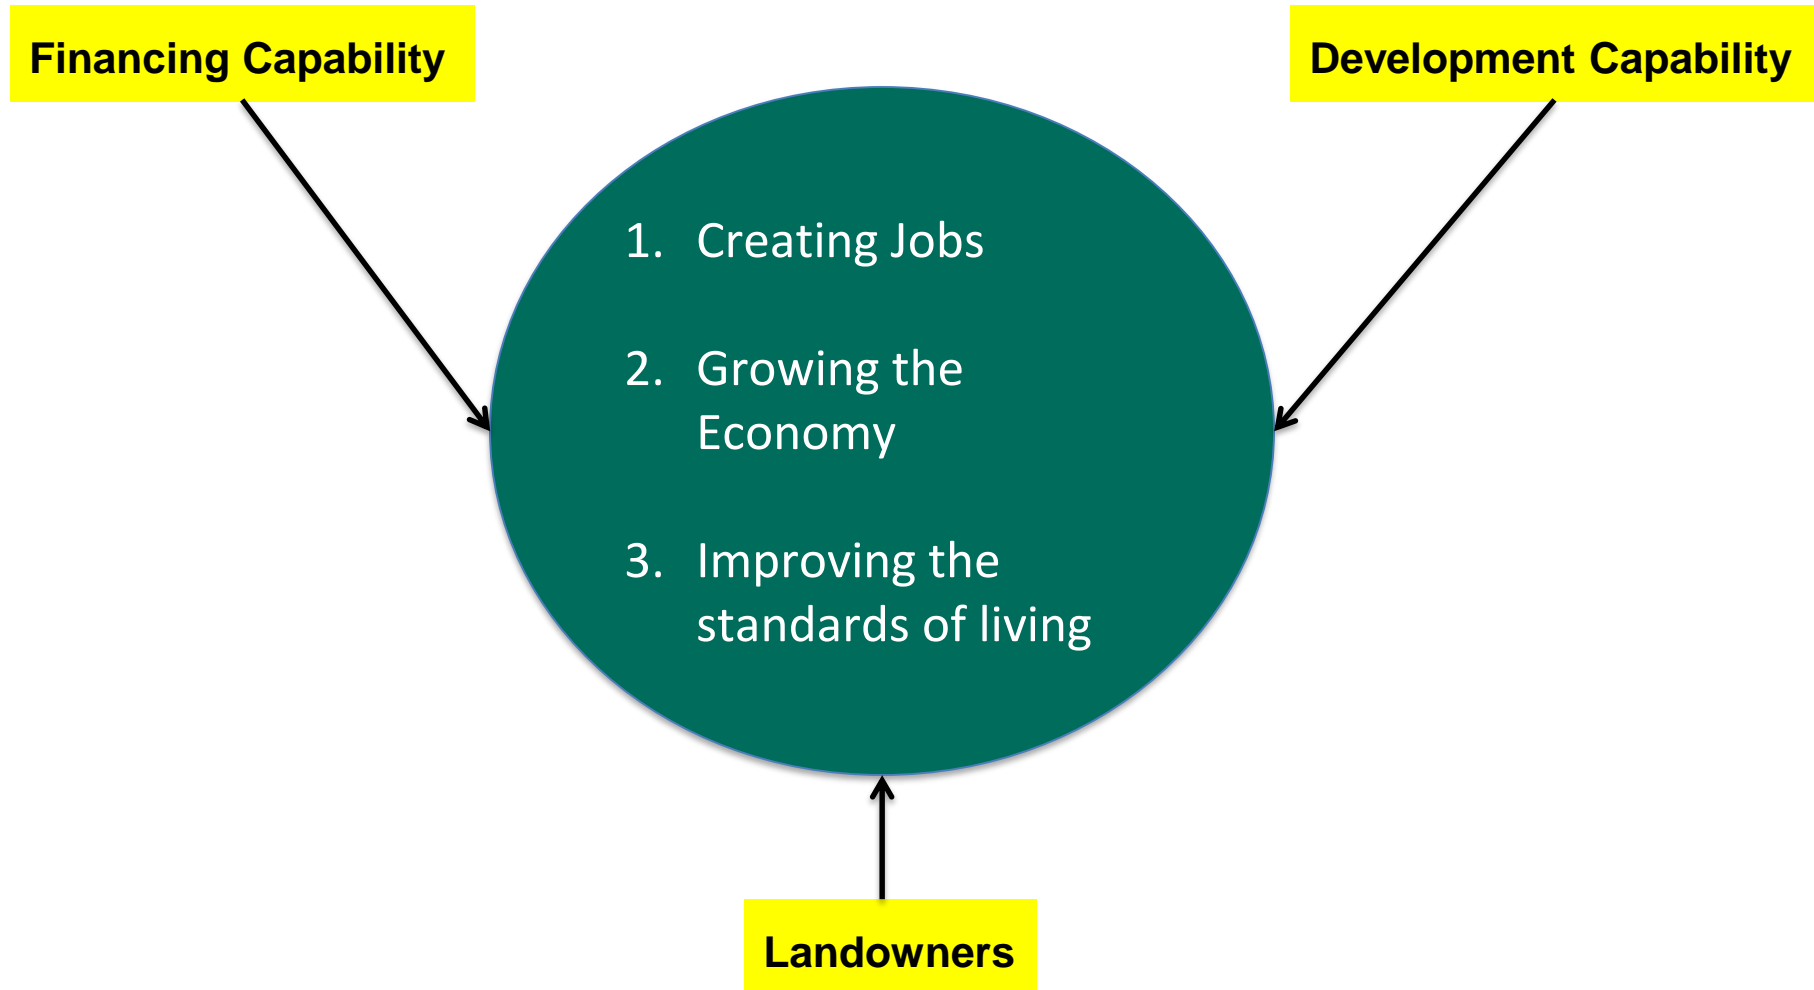 Financing Capability
Development Capability
1. Creating Jobs
2. Growing the
Economy
3. Improving the
standards of living
Landowners